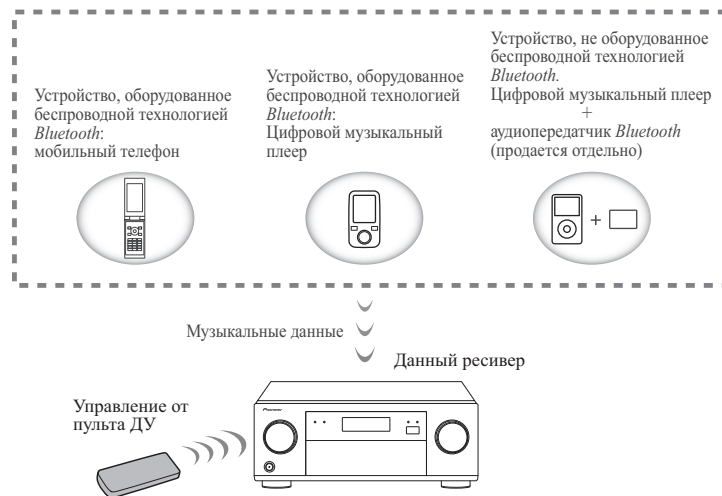 Устройство, оборудованное
беспроводной технологией
Bluetooth:
мобильный телефон
Устройство, оборудованное
беспроводной технологией
Bluetooth:
Цифровой музыкальный
плеер
Устройство, не оборудованное
беспроводной технологией
Bluetooth.
Цифровой музыкальный плеер
+
аудиопередатчик Bluetooth
(продается отдельно)
+
Музыкальные данные
Данный ресивер
Pioneer
Управление от
пульта ДУ